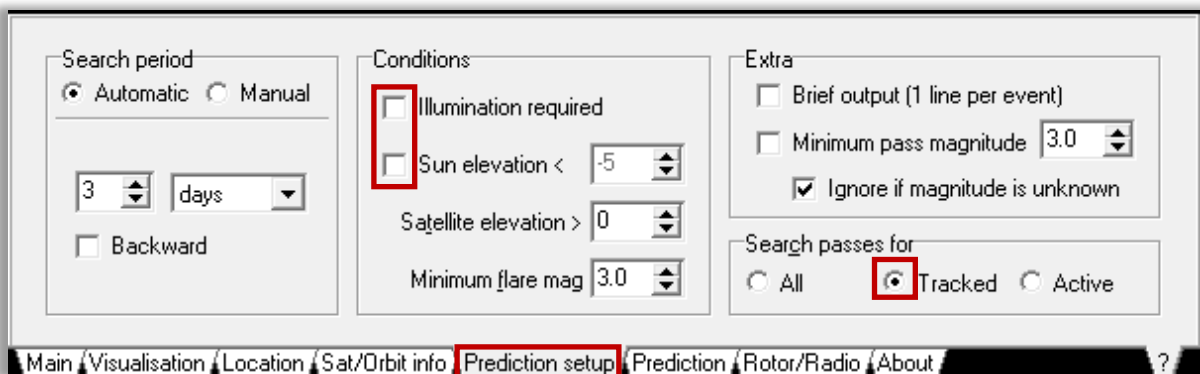 Search period
Automatic Manual
3 days
Backward
Conditions
Illumination required
Sun elevation < -5
Satellite elevation > 0
Minimum flare mag 3.0
Extra
Brief output (1 line per event)
Minimum pass magnitude 3.0
Ignore if magnitude is unknown
Search passes for
All Tracked Active
Main Visualisation Location Sat/Orbit info Prediction setup Prediction Rotor/Radio About ?